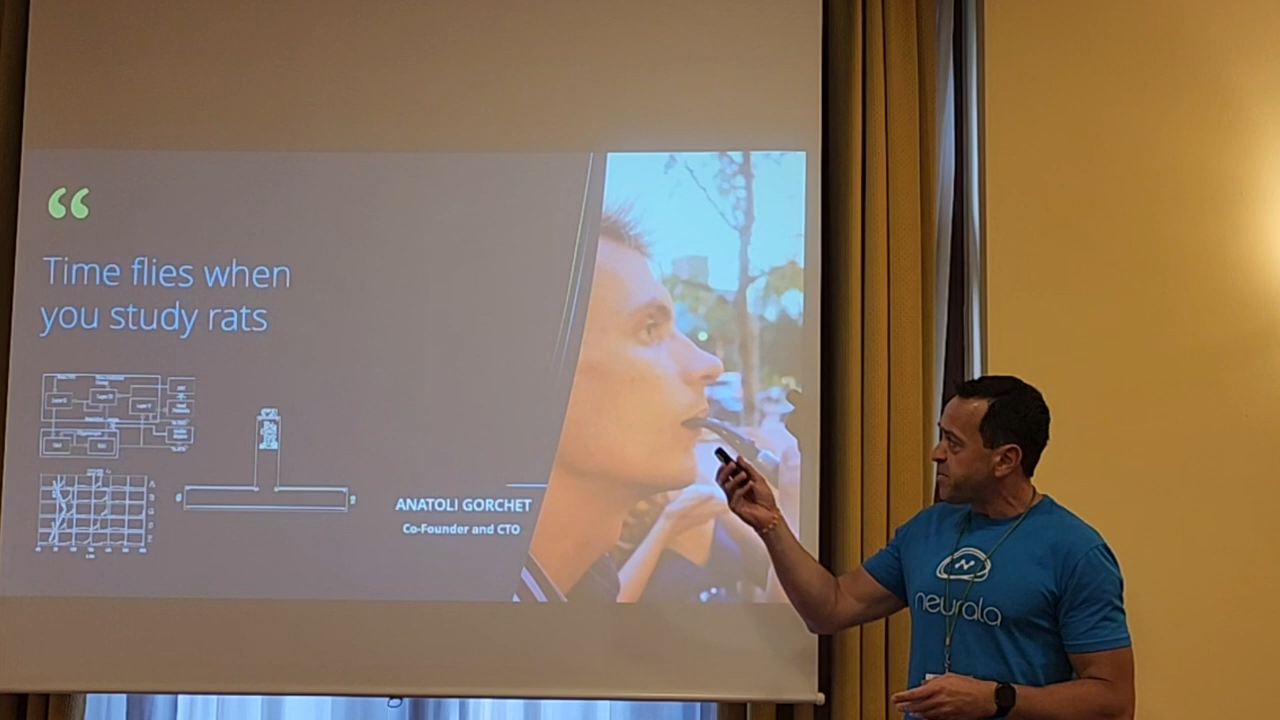 “
Time flies when
you study rats
ANATOLI GORCHET
Co-Founder and CTO
neurala